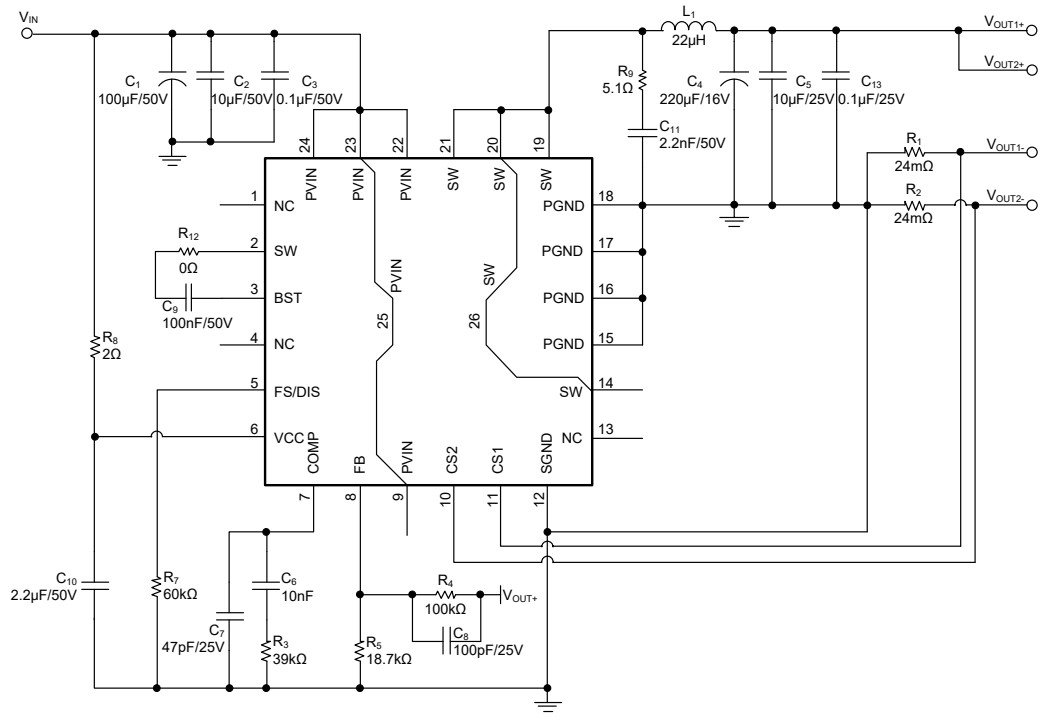 V_IN
L1
22μH
V_OUT1+
V_OUT2+
C1
100μF/50V
C2
10μF/50V
C3
0.1μF/50V
R9
5.1Ω
C11
2.2nF/50V
C4
220μF/16V
C5
10μF/25V
C13
0.1μF/25V
R1
24mΩ
V_OUT1-
R2
24mΩ
V_OUT2-
24
23
22
21
20
19
PVIN
PVIN
PVIN
SW
SW
SW
1
NC
PGND
18
R12
0Ω
2
SW
PGND
17
C9
100nF/50V
3
BST
PGND
16
PVIN
25
SW
26
R8
2Ω
4
NC
PGND
15
5
FS/DIS
SW
14
6
VCC
NC
13
COMP
FB
PVIN
CS2
CS1
SGND
7
8
9
10
11
12
C10
2.2μF/50V
R7
60kΩ
C7
47pF/25V
C6
10nF
R3
39kΩ
R4
100kΩ
V_OUT+
C8
100pF/25V
R5
18.7kΩ